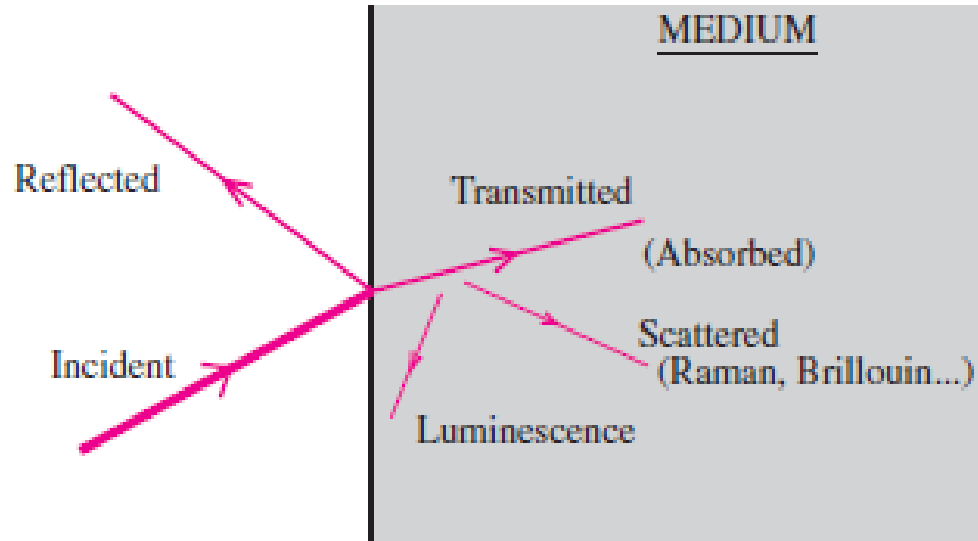 MEDIUM
Reflected
Transmitted
(Absorbed)
Scattered
(Raman, Brillouin...)
Incident
Luminescence